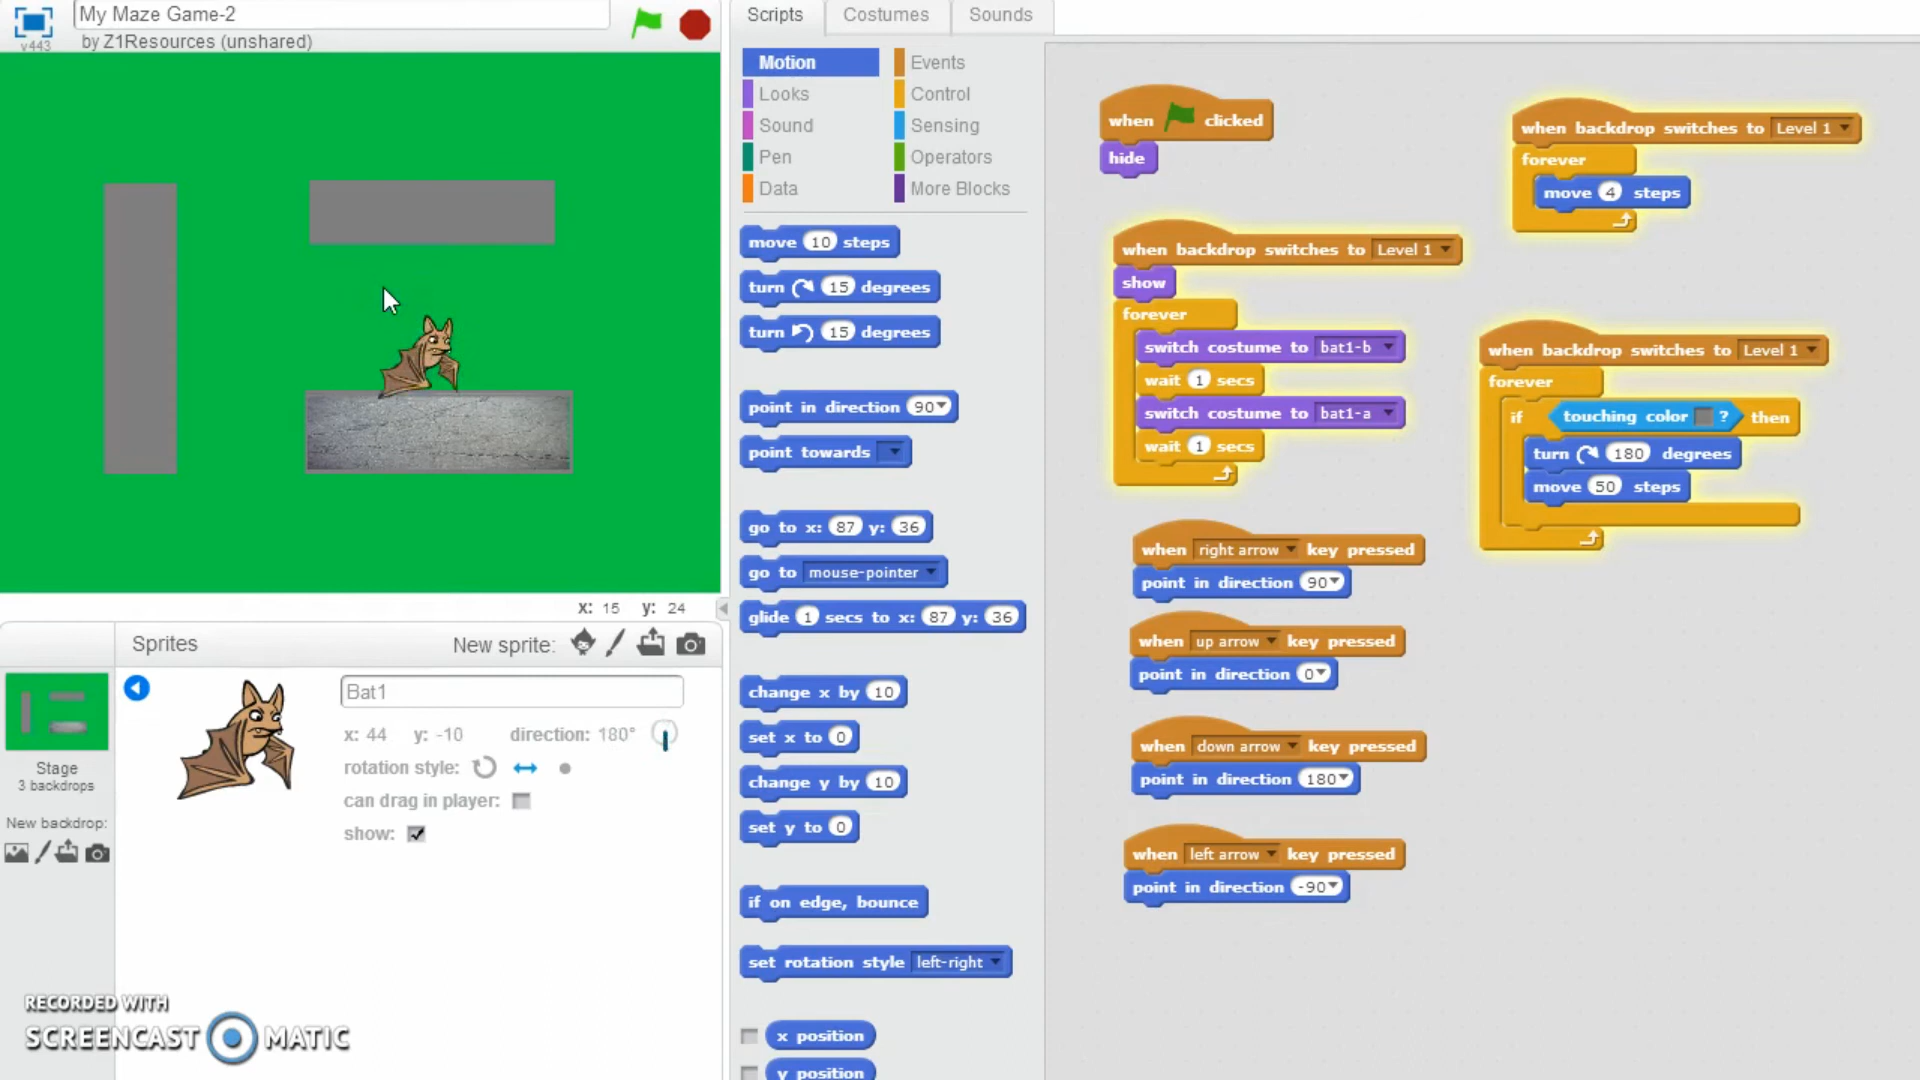 My Maze Game-2
v443
by Z1Resources (unshared)
x: 15 y: 24
Sprites
New sprite:
Stage
3 backdrops
New backdrop:
Bat1
x: 44 y: -10 direction: 180°
rotation style:
can drag in player:
show:
RECORDED WITH
SCREENCAST MATIC
Scripts
Costumes
Sounds
Motion
Looks
Sound
Pen
Data
Events
Control
Sensing
Operators
More Blocks
move 10 steps
turn 15 degrees
turn 15 degrees
point in direction 90
point towards
go to x: 87 y: 36
go to mouse-pointer
glide 1 secs to x: 87 y: 36
change x by 10
set x to 0
change y by 10
set y to 0
if on edge, bounce
set rotation style left-right
x position
y position
when clicked
hide
when backdrop switches to Level 1
show
forever
switch costume to bat1-b
wait 1 secs
switch costume to bat1-a
wait 1 secs
when right arrow key pressed
point in direction 90
when up arrow key pressed
point in direction 0
when down arrow key pressed
point in direction 180
when left arrow key pressed
point in direction -90
when backdrop switches to Level 1
forever
move 4 steps
when backdrop switches to Level 1
forever
if touching color ? then
turn 180 degrees
move 50 steps